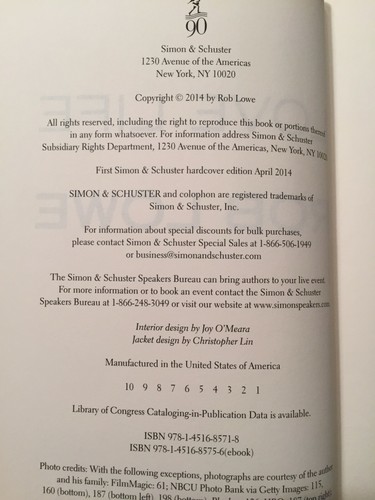 90
Simon & Schuster
1230 Avenue of the Americas
New York, NY 10020
Copyright © 2014 by Rob Lowe
All rights reserved, including the right to reproduce this book or portions thereof
in any form whatsoever. For information address Simon & Schuster
Subsidiary Rights Department, 1230 Avenue of the Americas, New York, NY 10020
First Simon & Schuster hardcover edition April 2014
SIMON & SCHUSTER and colophon are registered trademarks of
Simon & Schuster, Inc.
For information about special discounts for bulk purchases,
please contact Simon & Schuster Special Sales at 1-866-506-1949
or business@simonandschuster.com
The Simon & Schuster Speakers Bureau can bring authors to your live event.
For more information or to book an event contact the Simon & Schuster
Speakers Bureau at 1-866-248-3049 or visit our website at www.simonspeakers.com.
Interior design by Joy O'Meara
Jacket design by Christopher Lin
Manufactured in the United States of America
10 9 8 7 6 5 4 3 2 1
Library of Congress Cataloging-in-Publication Data is available.
ISBN 978-1-4516-8571-8
ISBN 978-1-4516-8575-6(ebook)
Photo credits: With the following exceptions, photographs are courtesy of the author
and his family: FilmMagic: 61; NBCU Photo Bank via Getty Images: 115,
160 (bottom), 187 (bottom left), 198 (bottom)